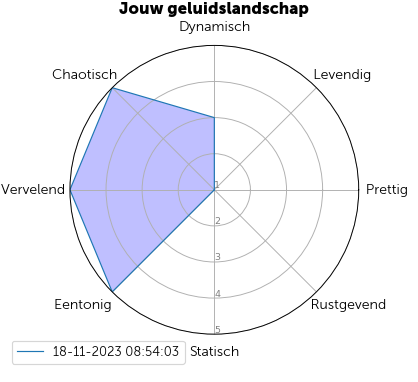 Jouw geluidslandschap
Dynamisch
Chaotisch
Levendig
Vervelend
1
Prettig
2
3
4
5
Eentonig
Rustgevend
18-11-2023 08:54:03
Statisch